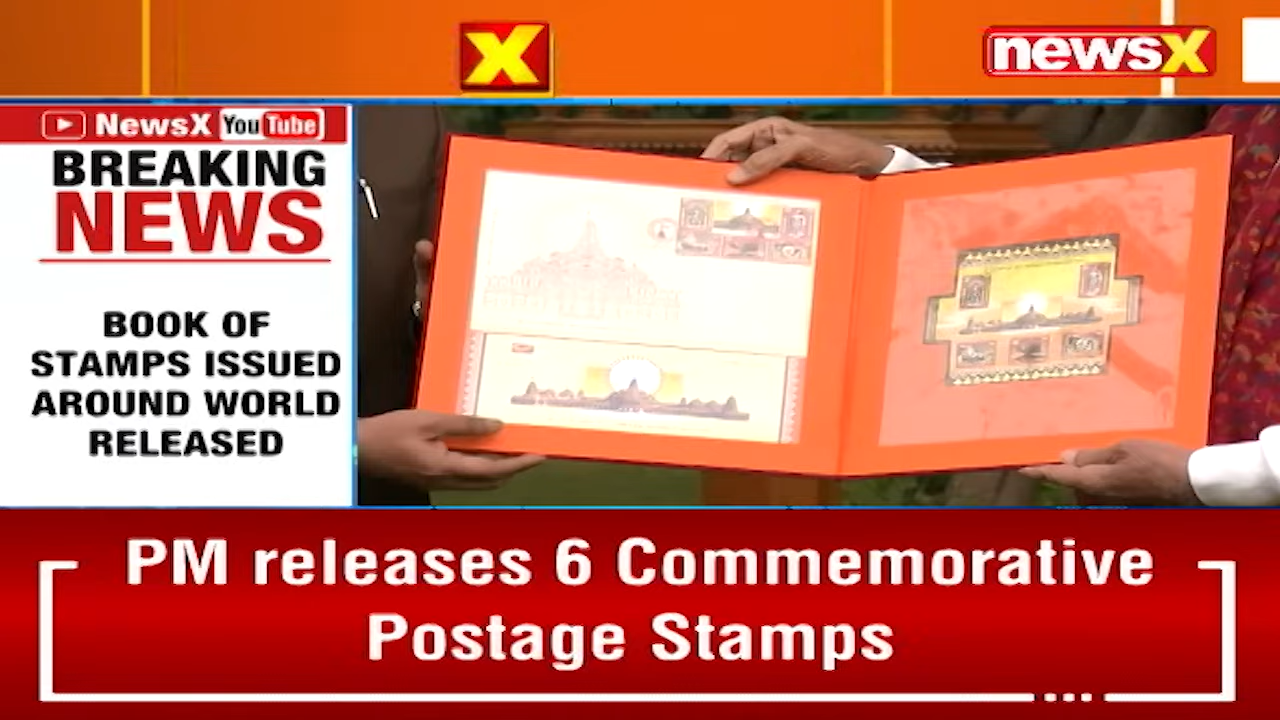 X
newsX
NewsX YouTube
BREAKING
NEWS
BOOK OF
STAMPS ISSUED
AROUND WORLD
RELEASED
PM releases 6 Commemorative
Postage Stamps